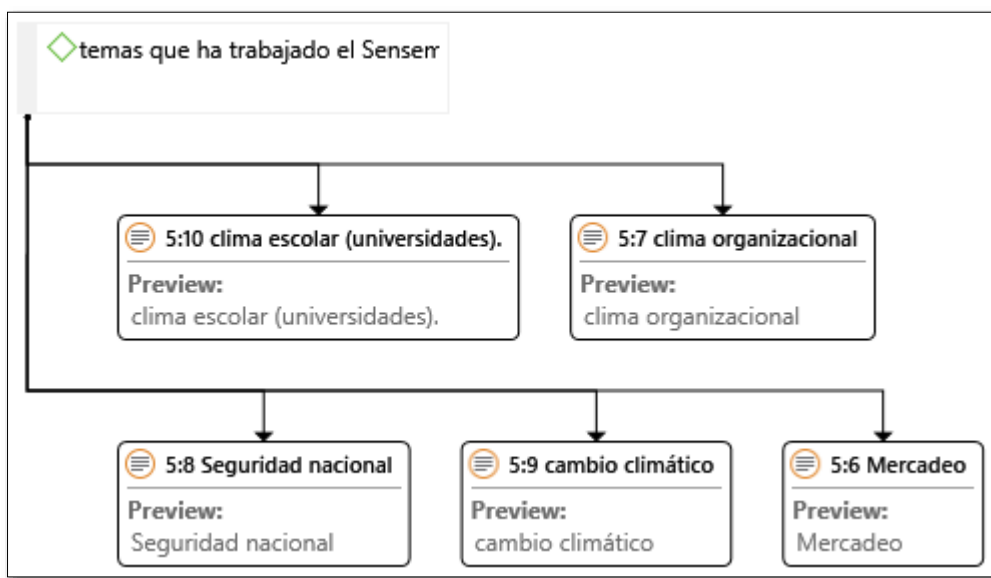 temas que ha trabajado el Sensem
5:10 clima escolar (universidades).
Preview:
clima escolar (universidades).
5:7 clima organizacional
Preview:
clima organizacional
5:8 Seguridad nacional
Preview:
Seguridad nacional
5:9 cambio climático
Preview:
cambio climático
5:6 Mercadeo
Preview:
Mercadeo